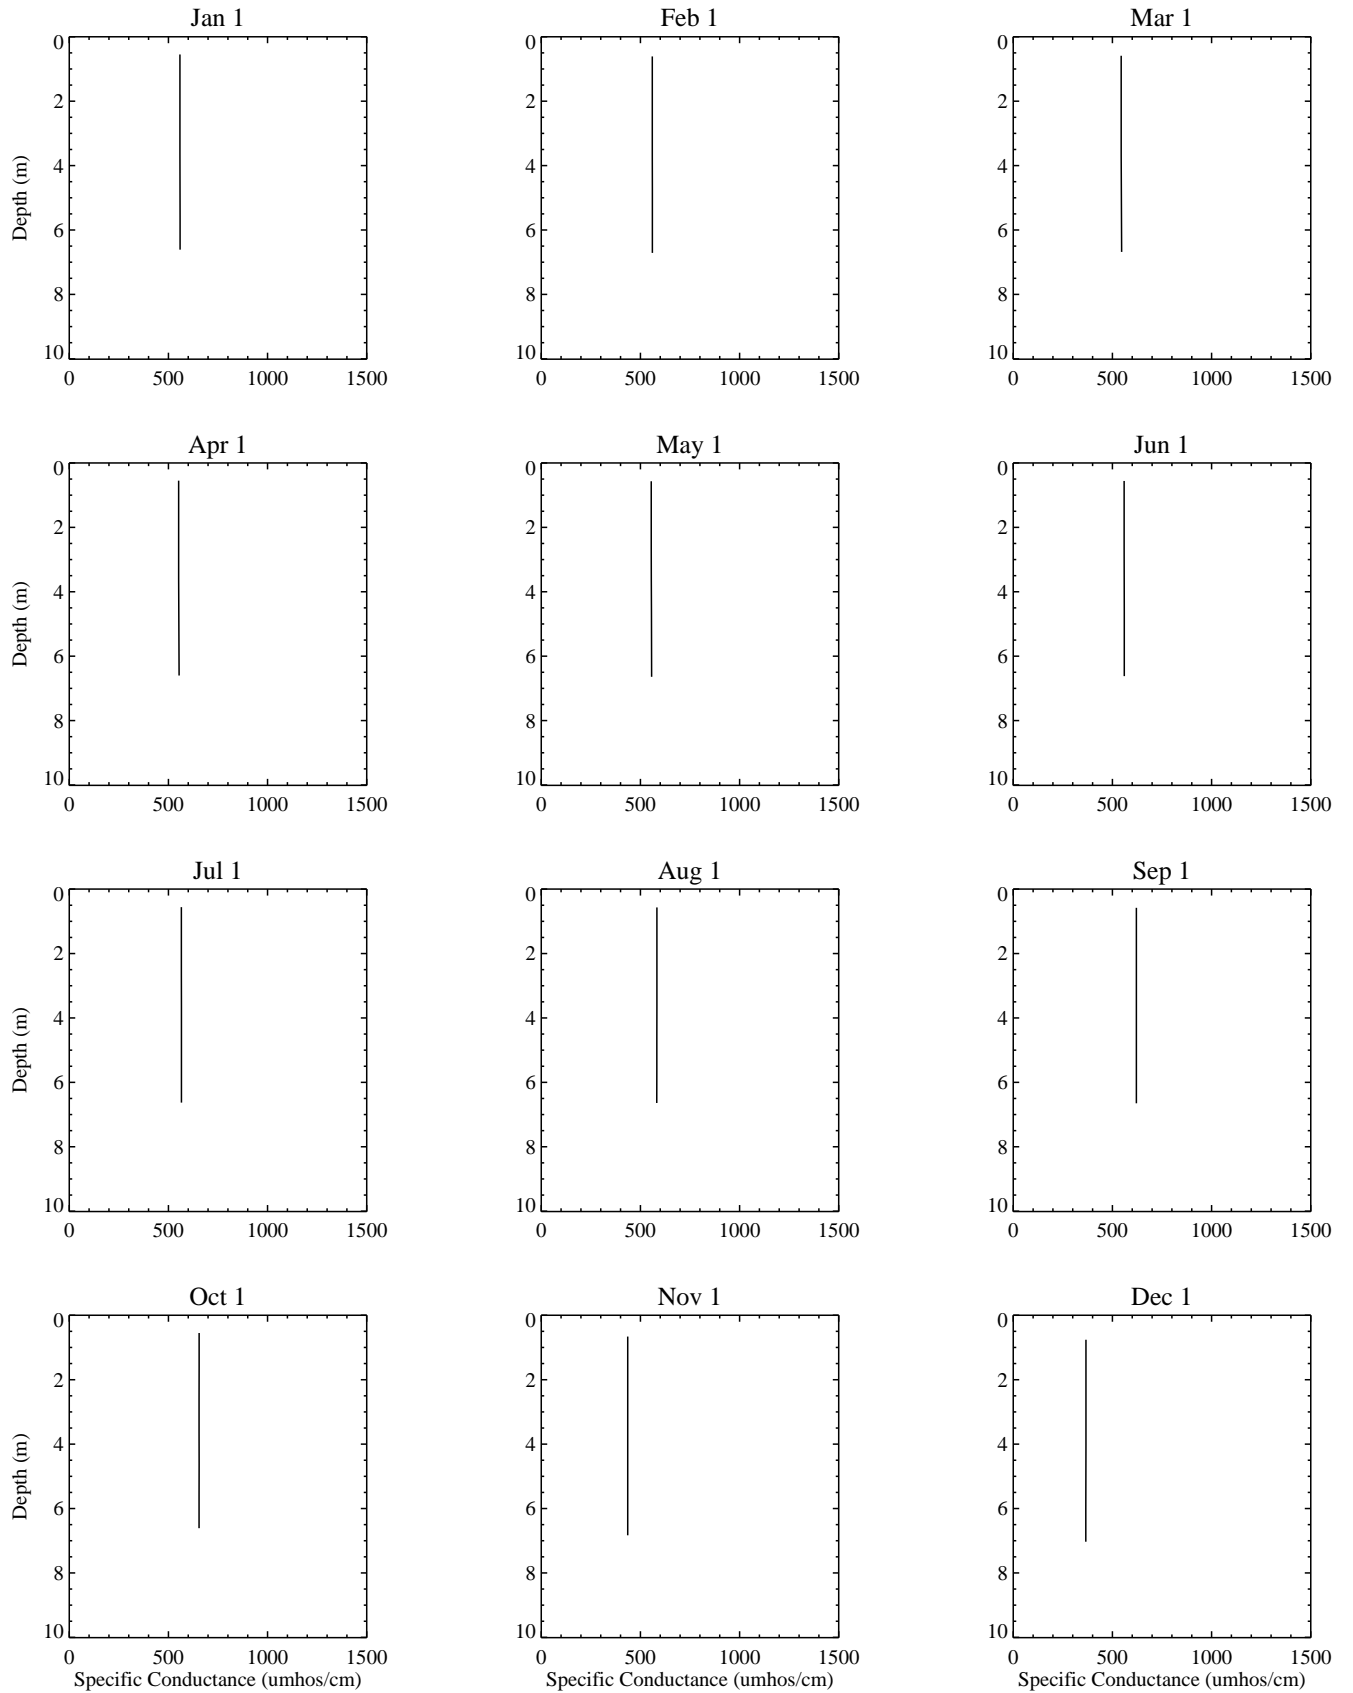 Jan 1 Feb 1 Mar 1
0 0 0
2 2 2
4 4 4
Depth (m)
6 6 6
8 8 8
10 10 10
0 500 1000 1500 0 500 1000 1500 0 500 1000 1500
Apr 1 May 1 Jun 1
0 0 0
2 2 2
4 4 4
Depth (m)
6 6 6
8 8 8
10 10 10
0 500 1000 1500 0 500 1000 1500 0 500 1000 1500
Jul 1 Aug 1 Sep 1
0 0 0
2 2 2
4 4 4
Depth (m)
6 6 6
8 8 8
10 10 10
0 500 1000 1500 0 500 1000 1500 0 500 1000 1500
Oct 1 Nov 1 Dec 1
0 0 0
2 2 2
4 4 4
Depth (m)
6 6 6
8 8 8
10 10 10
0 500 1000 1500 0 500 1000 1500 0 500 1000 1500
Specific Conductance (umhos/cm) Specific Conductance (umhos/cm) Specific Conductance (umhos/cm)